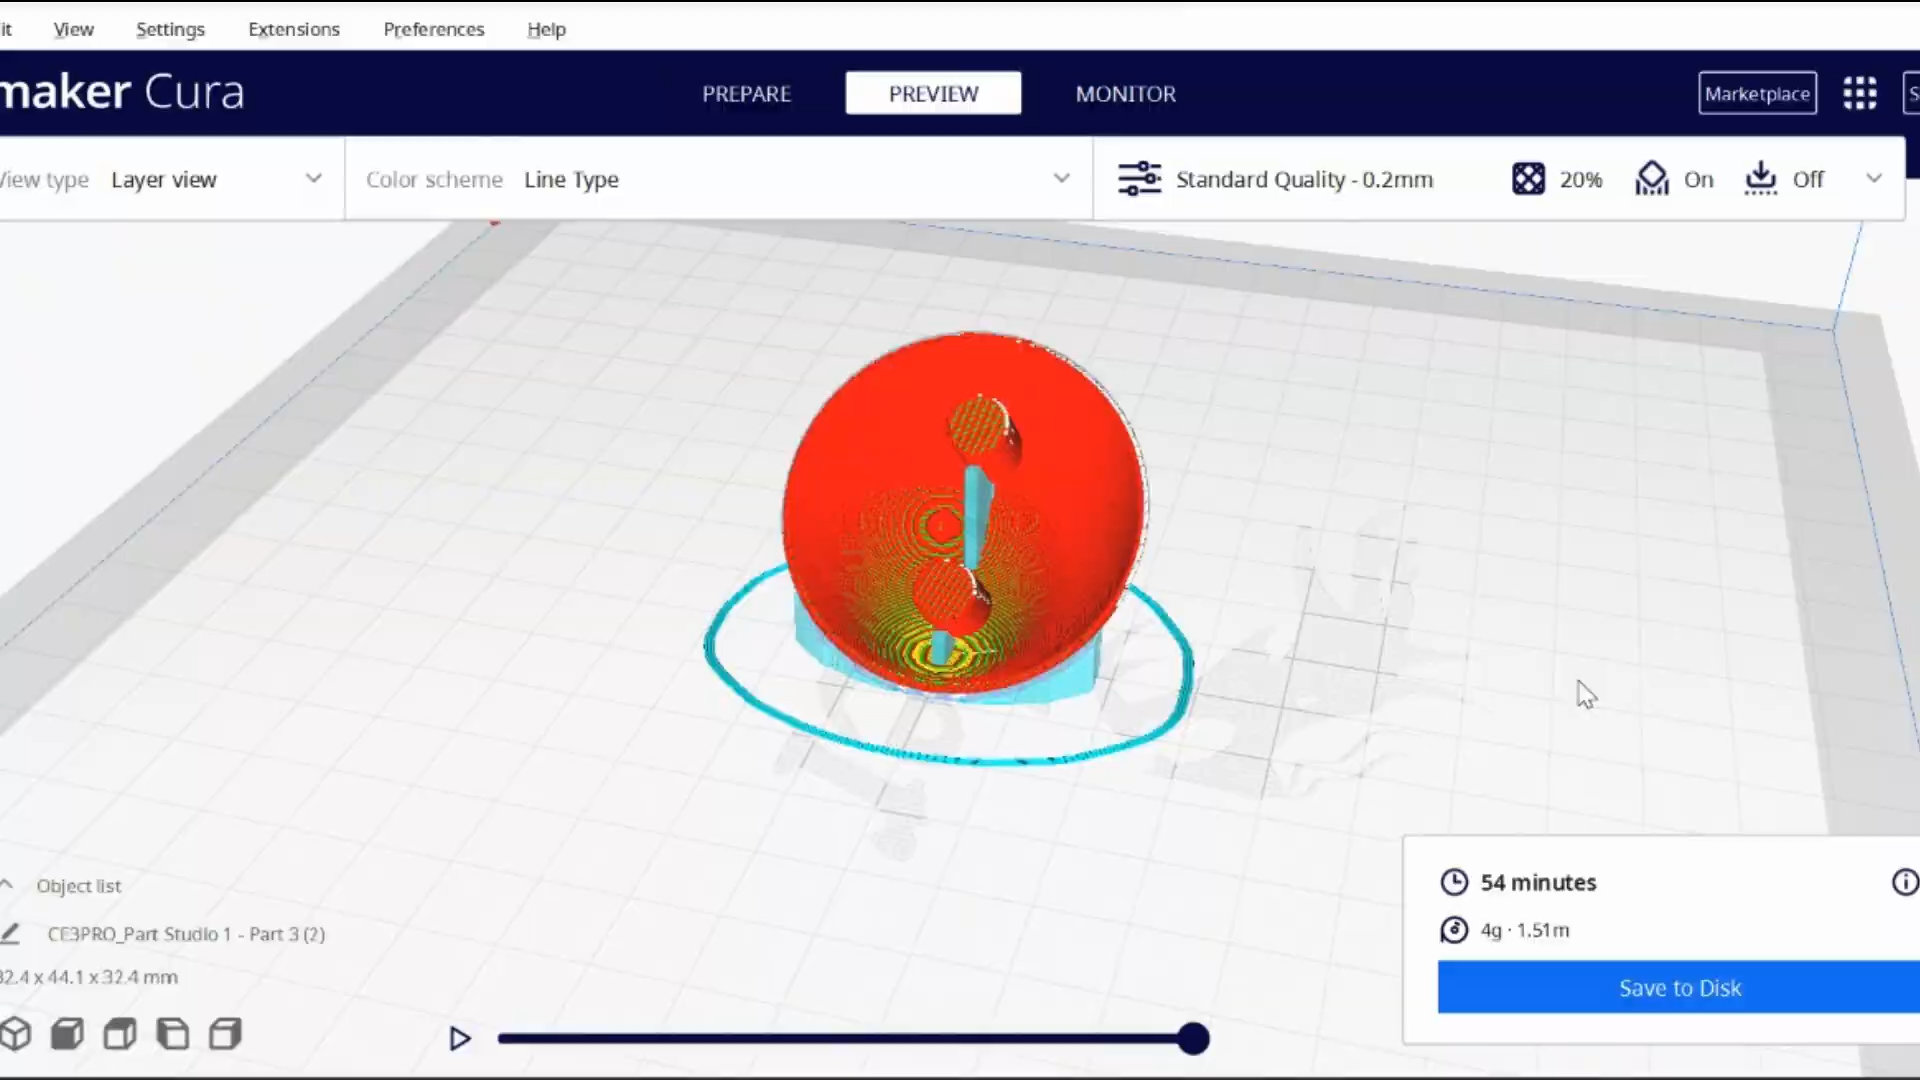 it View Settings Extensions Preferences Help
maker Cura PREPARE PREVIEW MONITOR Marketplace S
View type Layer view Color scheme Line Type Standard Quality - 0.2mm 20% On Off
54 minutes
Object list
4g · 1.51m
CE3PRO_Part Studio 1 - Part 3 (2)
32.4 x 44.1 x 32.4 mm
Save to Disk